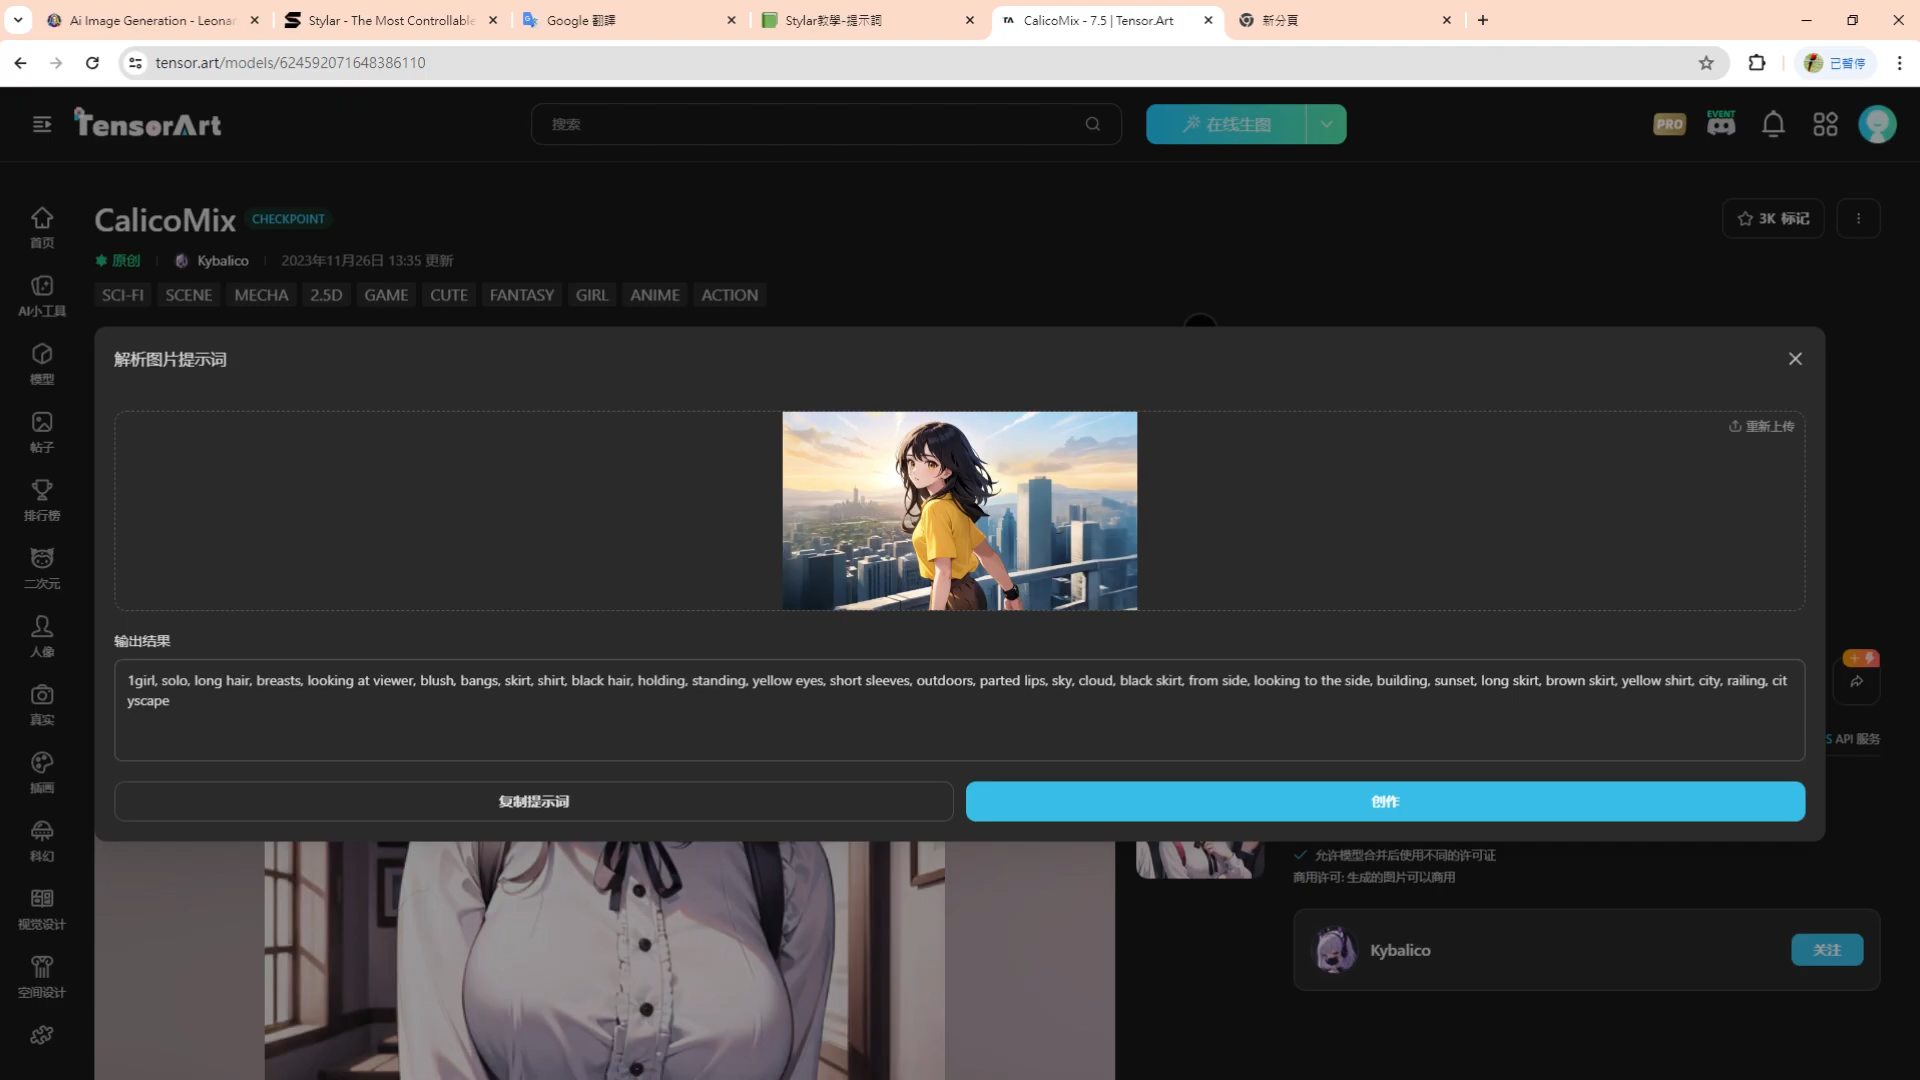 Ai Image Generation - Leonar
Stylar - The Most Controllable
Google 翻譯
Stylar教學-提示詞
CalicoMix - 7.5 | Tensor.Art
新分頁
tensor.art/models/624592071648386110
已暫停
TensorArt
搜索
在线生图
PRO
EVENT
CalicoMix CHECKPOINT
3K 标记
原创
Kybalico
2023年11月26日 13:35 更新
SCI-FI SCENE MECHA 2.5D GAME CUTE FANTASY GIRL ANIME ACTION
首页
AI小工具
模型
帖子
排行榜
二次元
人像
真实
插画
科幻
视觉设计
空间设计
解析图片提示词
重新上传
输出结果
1girl, solo, long hair, breasts, looking at viewer, blush, bangs, skirt, shirt, black hair, holding, standing, yellow eyes, short sleeves, outdoors, parted lips, sky, cloud, black skirt, from side, looking to the side, building, sunset, long skirt, brown skirt, yellow shirt, city, railing, cit
yscape
复制提示词
创作
S API 服务
允许模型合并后使用不同的许可证
商用许可: 生成的图片可以商用
Kybalico
关注